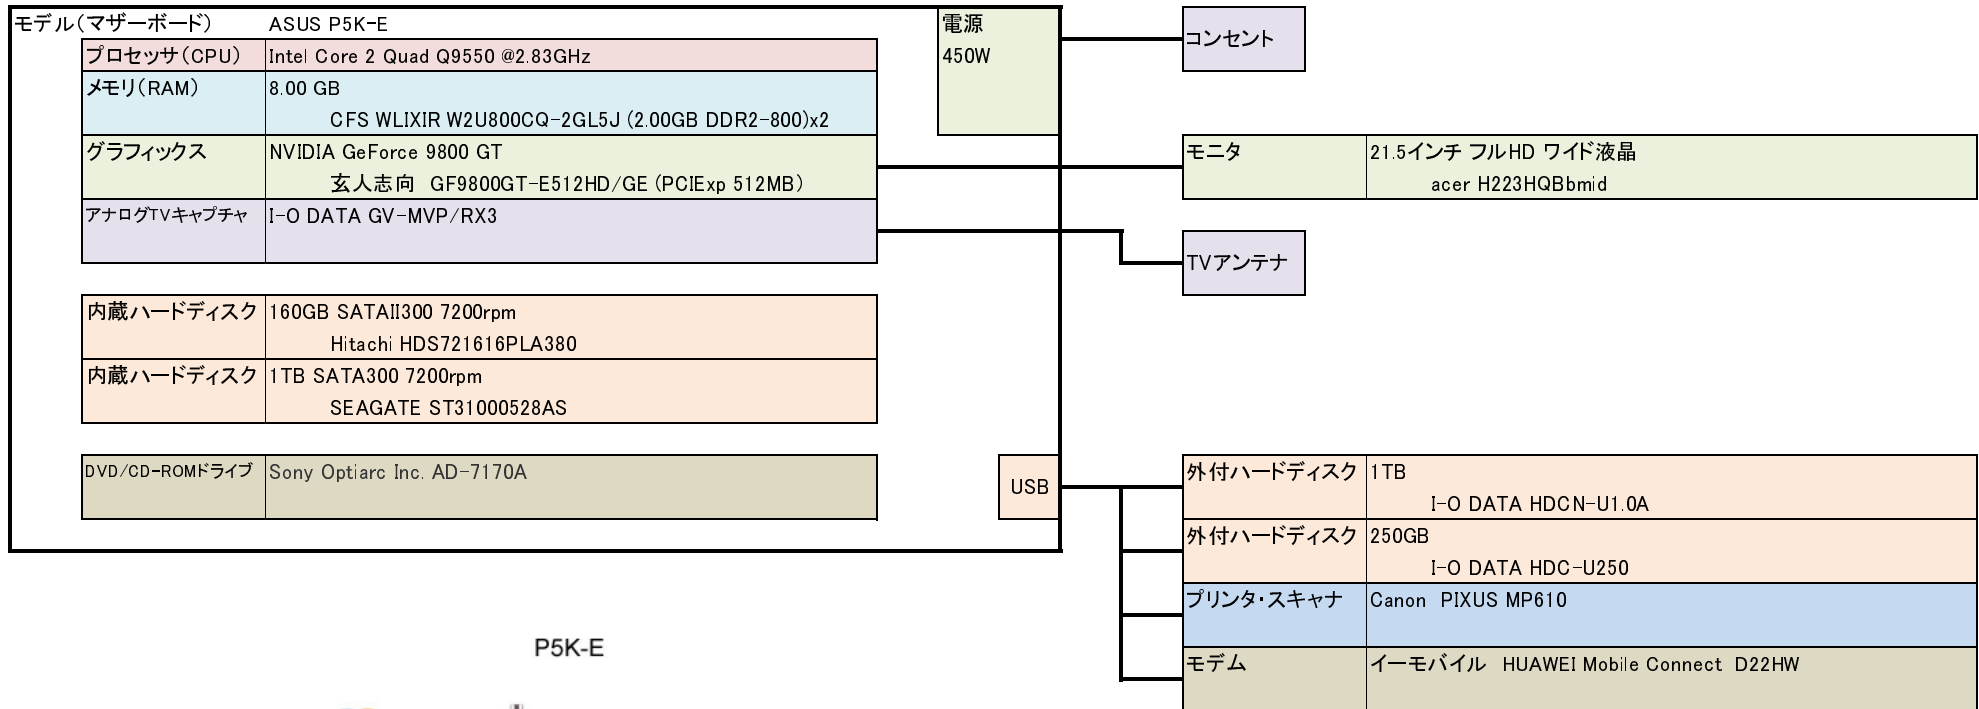 モデル(マザーボード) ASUS P5K-E
電源
450W
コンセント
プロセッサ(CPU) Intel Core 2 Quad Q9550 @2.83GHz
メモリ(RAM) 8.00 GB
CFS WLIXIR W2U800CQ-2GL5J (2.00GB DDR2-800)x2
グラフィックス NVIDIA GeForce 9800 GT
玄人志向 GF9800GT-E512HD/GE (PCIExp 512MB)
モニタ 21.5インチ フルHD ワイド液晶
acer H223HQBbmid
アナログTVキャプチャ I-O DATA GV-MVP/RX3
TVアンテナ
内蔵ハードディスク 160GB SATAII300 7200rpm
Hitachi HDS721616PLA380
内蔵ハードディスク 1TB SATA300 7200rpm
SEAGATE ST31000528AS
DVD/CD-ROMドライブ Sony Optiarc Inc. AD-7170A
USB
外付ハードディスク 1TB
I-O DATA HDCN-U1.0A
外付ハードディスク 250GB
I-O DATA HDC-U250
プリンタ・スキャナ Canon PIXUS MP610
モデム イーモバイル HUAWEI Mobile Connect D22HW
P5K-E